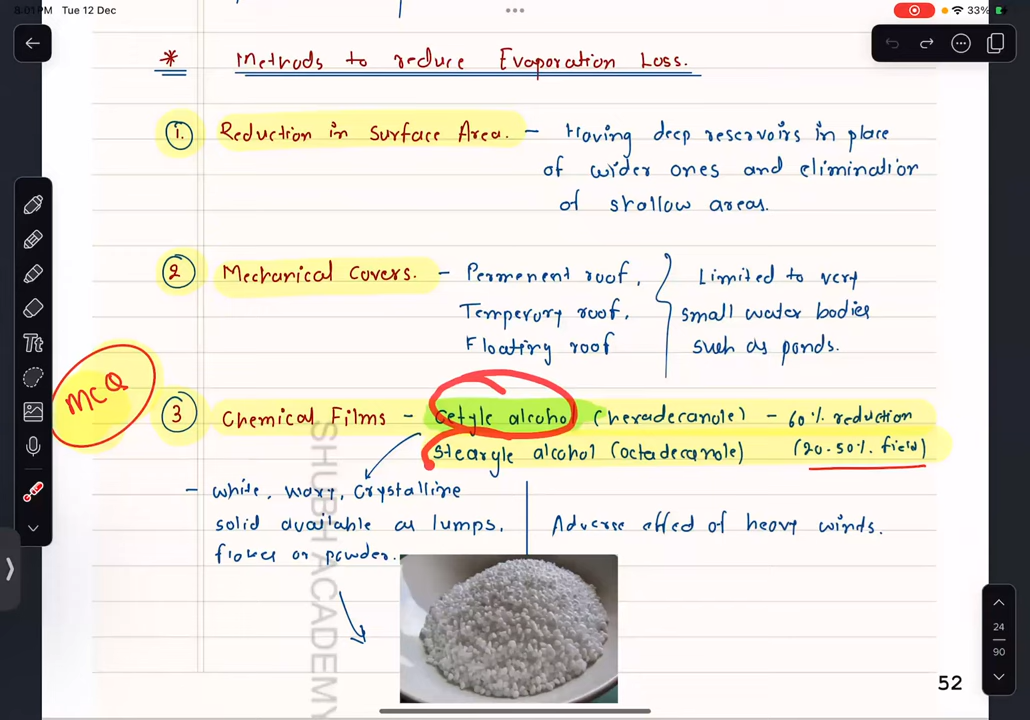 8:01 PM Tue 12 Dec
33%
* Methods to reduce Evaporation Loss.
1. Reduction in Surface Area. - Having deep reservoirs in place
of wider ones and elimination
of shallow areas.
2 Mechanical Covers. - Permenent roof,
Temperory roof,
Floating roof
Limited to very
small water bodies
such as ponds.
MCQ
3 Chemical Films - Cetyle alcohol (hexadecanole) - 60% reduction
Stearyle alcohol (octadecanole) (20-50% field)
- White, waxy, crystalline
solid available as lumps,
flakes or powder.
Adverse effed of heavy winds.
SHUBH ACADEMY
Tt
24
90
52